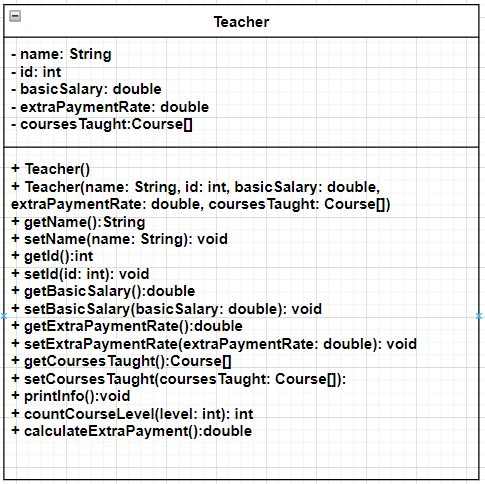 Teacher
- name: String
- id: int
- basicSalary: double
- extraPaymentRate: double
- coursesTaught:Course[]
+ Teacher()
+ Teacher(name: String, id: int, basicSalary: double,
extraPaymentRate: double, coursesTaught: Course[])
+ getName():String
+ setName(name: String): void
+ getId():int
+ setId(id: int): void
+ getBasicSalary():double
+ setBasicSalary(basicSalary: double): void
+ getExtraPaymentRate():double
+ setExtraPaymentRate(extraPaymentRate: double): void
+ getCoursesTaught():Course[]
+ setCoursesTaught(coursesTaught: Course[]):
+ printInfo():void
+ countCourseLevel(level: int): int
+ calculateExtraPayment():double